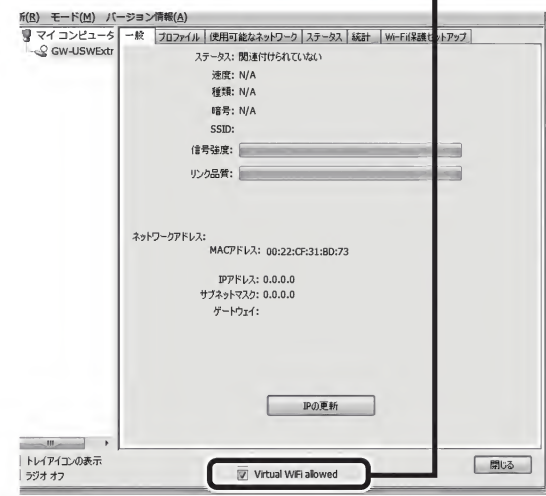 新(R) モード(M) バージョン情報(A)
マイ コンピュータ
GW-USWExtr
一般 プロファイル 使用可能なネットワーク ステータス 統計 Wi-Fi保護セットアップ
ステータス: 関連付けられていない
速度: N/A
種類: N/A
暗号: N/A
SSID:
信号強度:
リンク品質:
ネットワークアドレス:
MACアドレス: 00:22:CF:31:BD:73
IPアドレス: 0.0.0.0
サブネットマスク: 0.0.0.0
ゲートウェイ:
IPの更新
トレイアイコンの表示
ラジオ オフ
Virtual WiFi allowed
閉じる